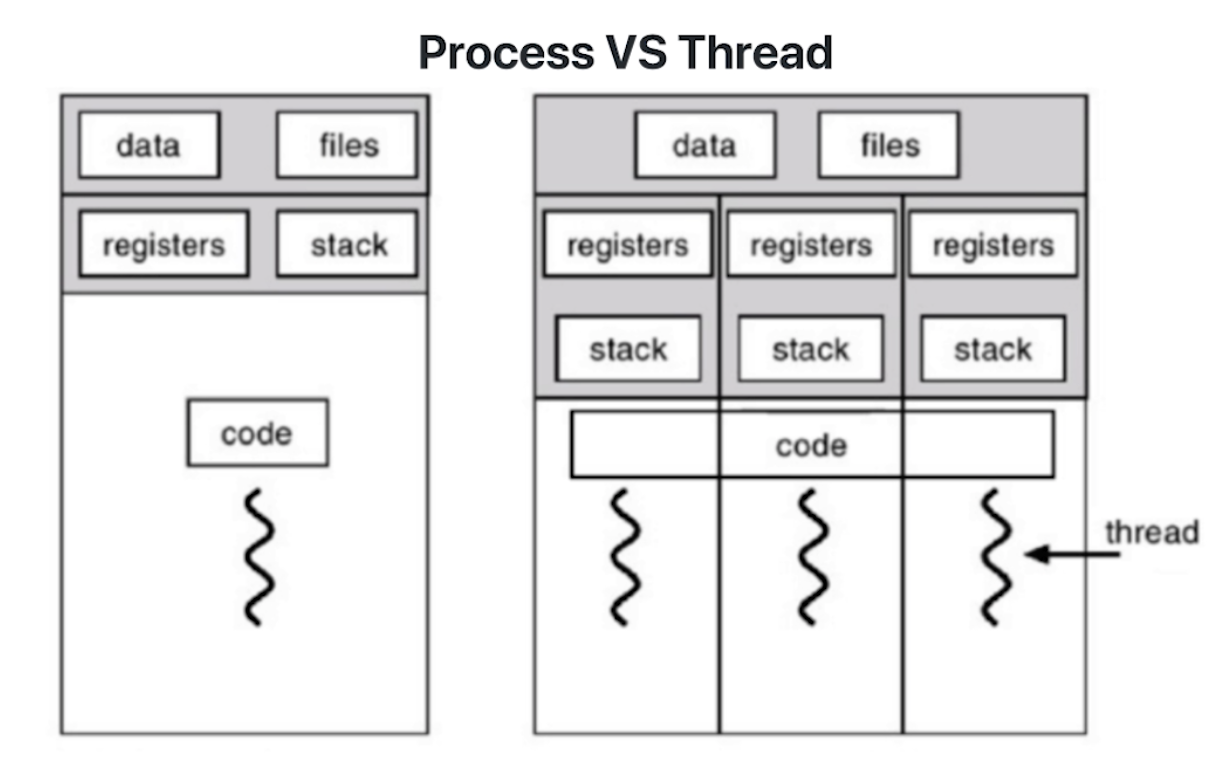 Process VS Thread
data files
registers stack
code
data files
registers registers registers
stack stack stack
code
thread